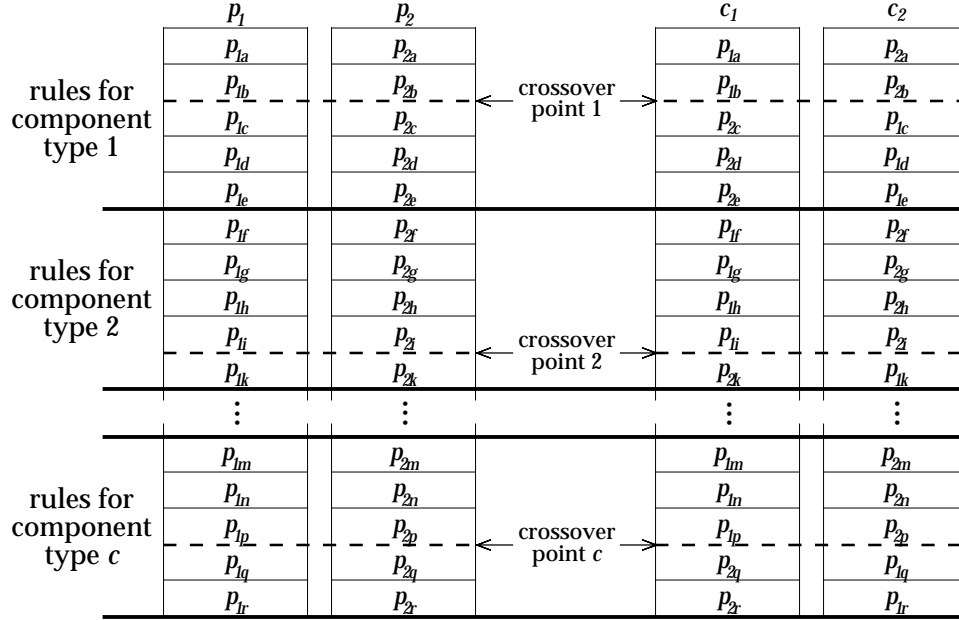 p1 p2 c1 c2
p1a p2a p1a p2a
rules for component type 1
p1b p2b crossover point 1 p1b p2b
p1c p2c p2c p1c
p1d p2d p2d p1d
p1e p2e p2e p1e
p1f p2f p1f p2f
rules for component type 2
p1g p2g p1g p2g
p1h p2h p1h p2h
p1i p2i crossover point 2 p1i p2i
p1k p2k p2k p1k
⋮ ⋮ ⋮ ⋮
p1m p2m p1m p2m
rules for component type c
p1n p2n p1n p2n
p1p p2p crossover point c p1p p2p
p1q p2q p2q p1q
p1r p2r p2r p1r